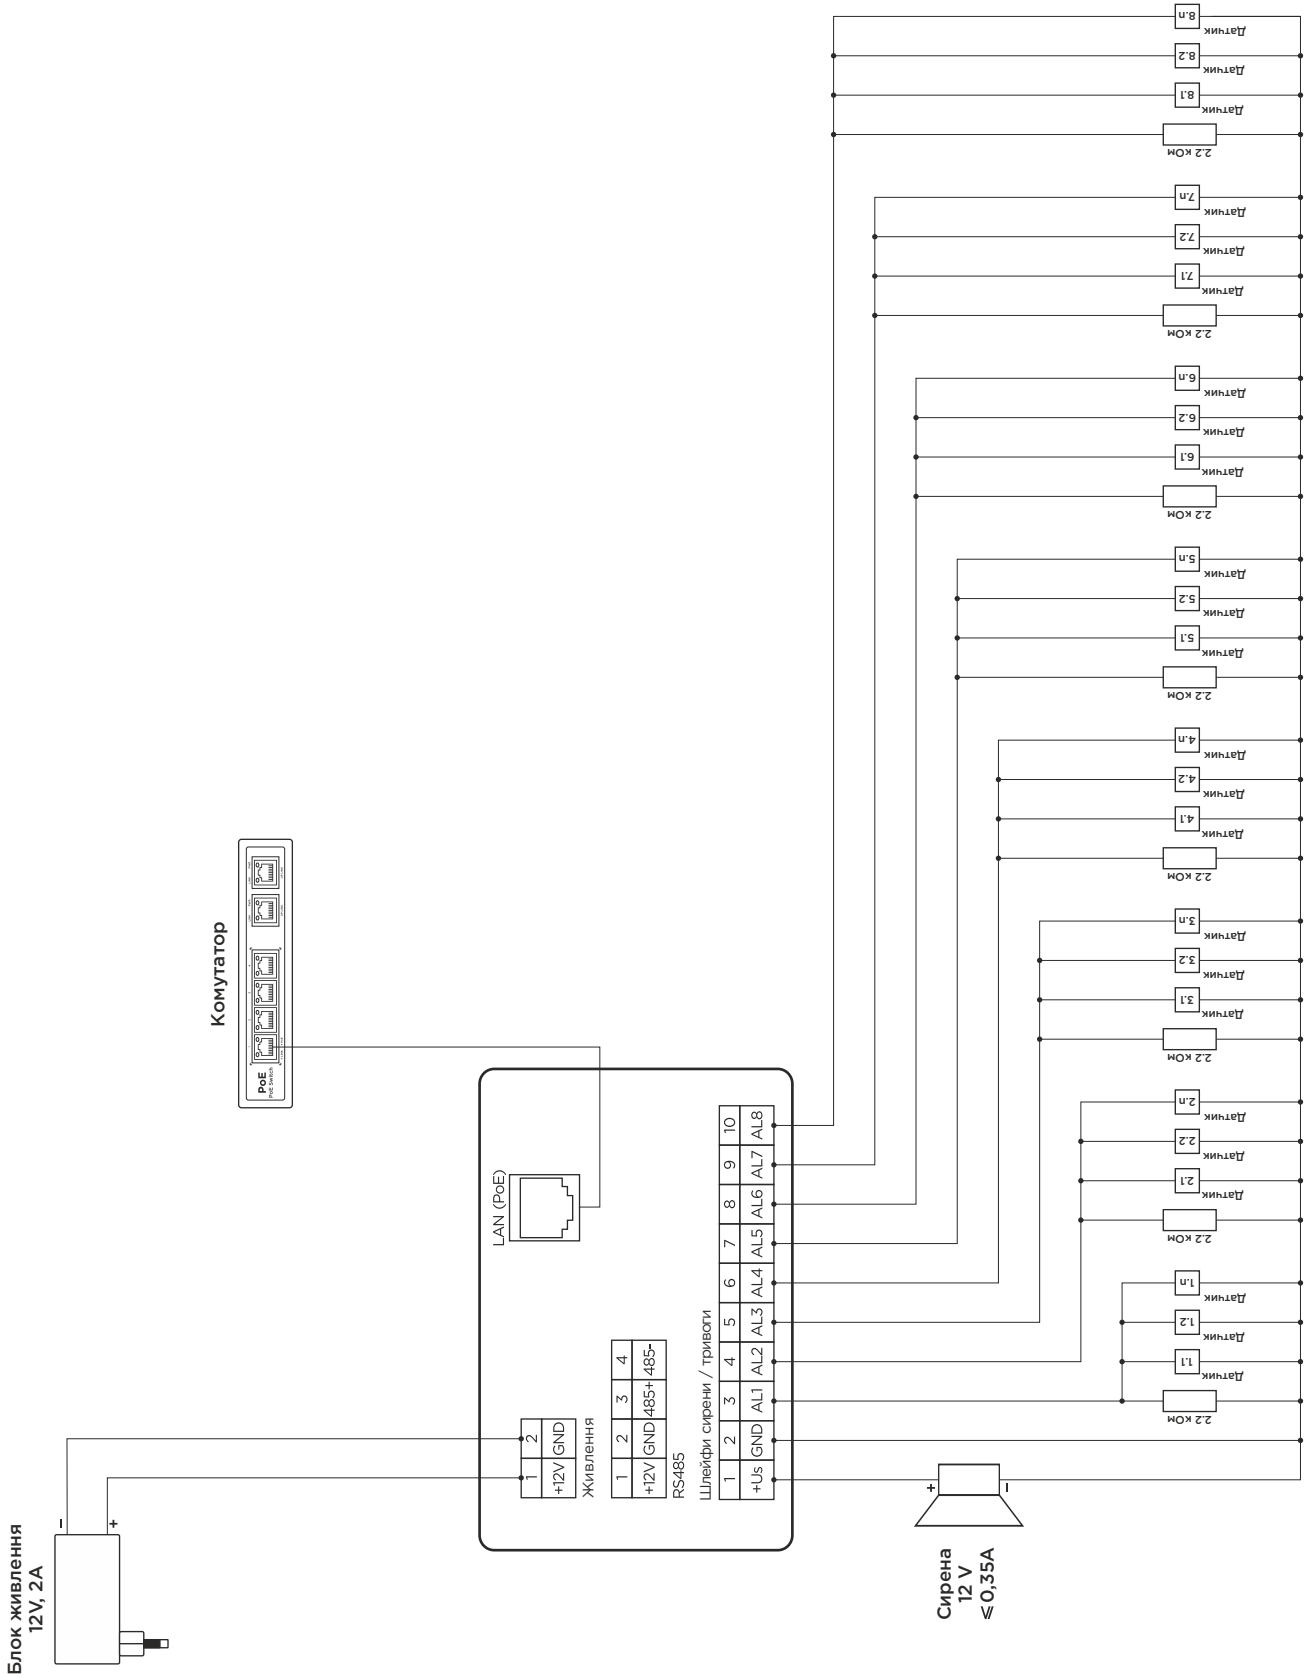 Блок живлення
12V, 2A
–
+
Комутатор
PoE
PoE Switch
LAN (PoE)
1
2
+12V
GND
Живлення
1
2
3
4
+12V
GND
485+
485-
RS485
Шлейфи сирени / тривоги
1
2
3
4
5
6
7
8
9
10
+Us
GND
AL1
AL2
AL3
AL4
AL5
AL6
AL7
AL8
+
–
Сирена
12 V
⩽0,35A
2.2 кОм
1.1
Датчик
1.2
Датчик
1.n
Датчик
2.2 кОм
2.1
Датчик
2.2
Датчик
2.n
Датчик
2.2 кОм
3.1
Датчик
3.2
Датчик
3.n
Датчик
2.2 кОм
4.1
Датчик
4.2
Датчик
4.n
Датчик
2.2 кОм
5.1
Датчик
5.2
Датчик
5.n
Датчик
2.2 кОм
6.1
Датчик
6.2
Датчик
6.n
Датчик
2.2 кОм
7.1
Датчик
7.2
Датчик
7.n
Датчик
2.2 кОм
8.1
Датчик
8.2
Датчик
8.n
Датчик